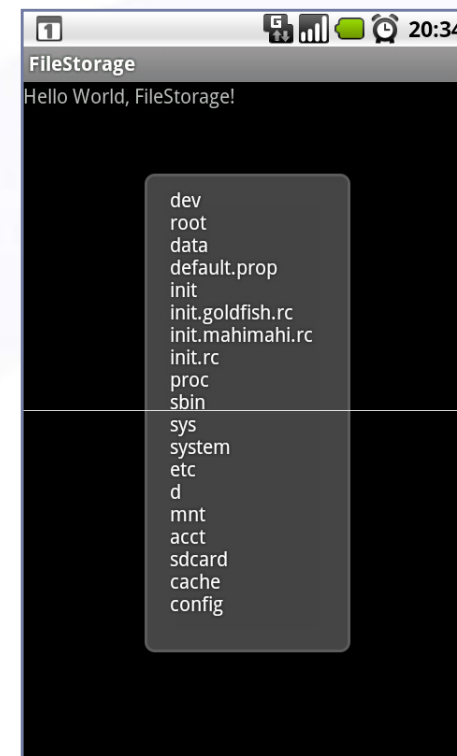 1
G
20:34
FileStorage
Hello World, FileStorage!
dev
root
data
default.prop
init
init.goldfish.rc
init.mahimahi.rc
init.rc
proc
sbin
sys
system
etc
d
mnt
acct
sdcard
cache
config